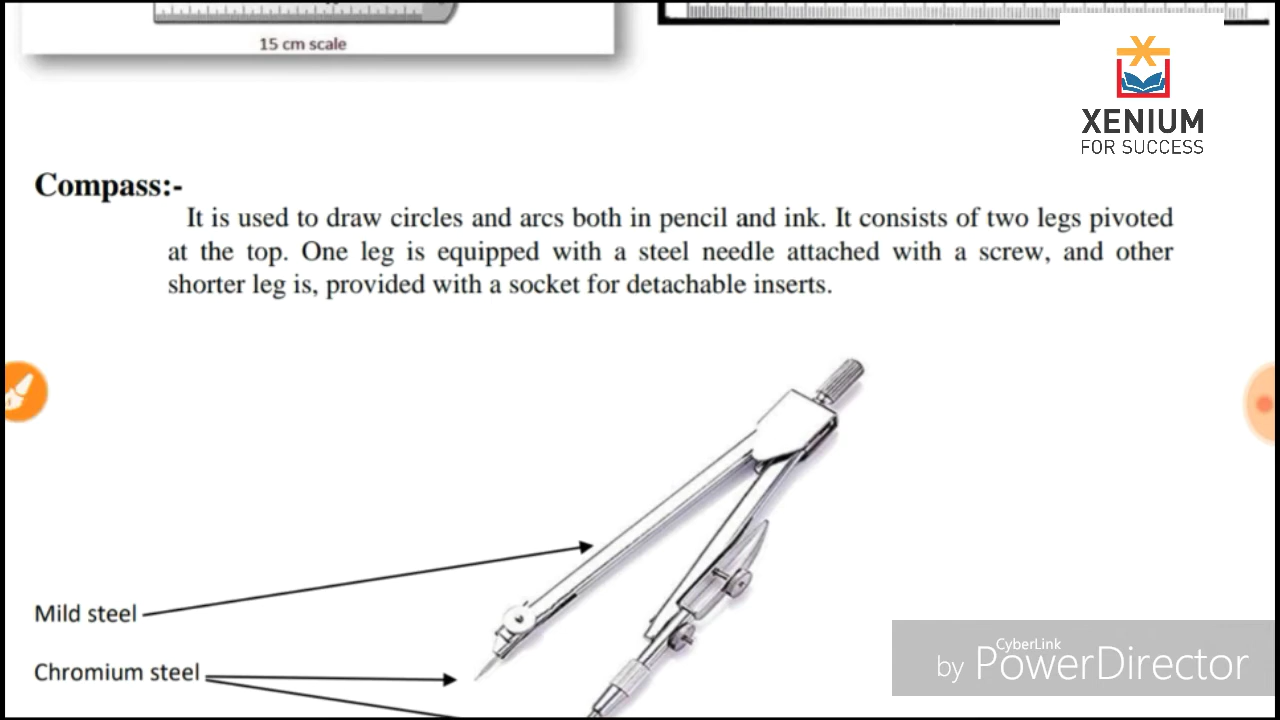 15 cm scale
XENIUM
FOR SUCCESS
Compass:-
It is used to draw circles and arcs both in pencil and ink. It consists of two legs pivoted
at the top. One leg is equipped with a steel needle attached with a screw, and other
shorter leg is, provided with a socket for detachable inserts.
Mild steel
Chromium steel
CyberLink
by PowerDirector